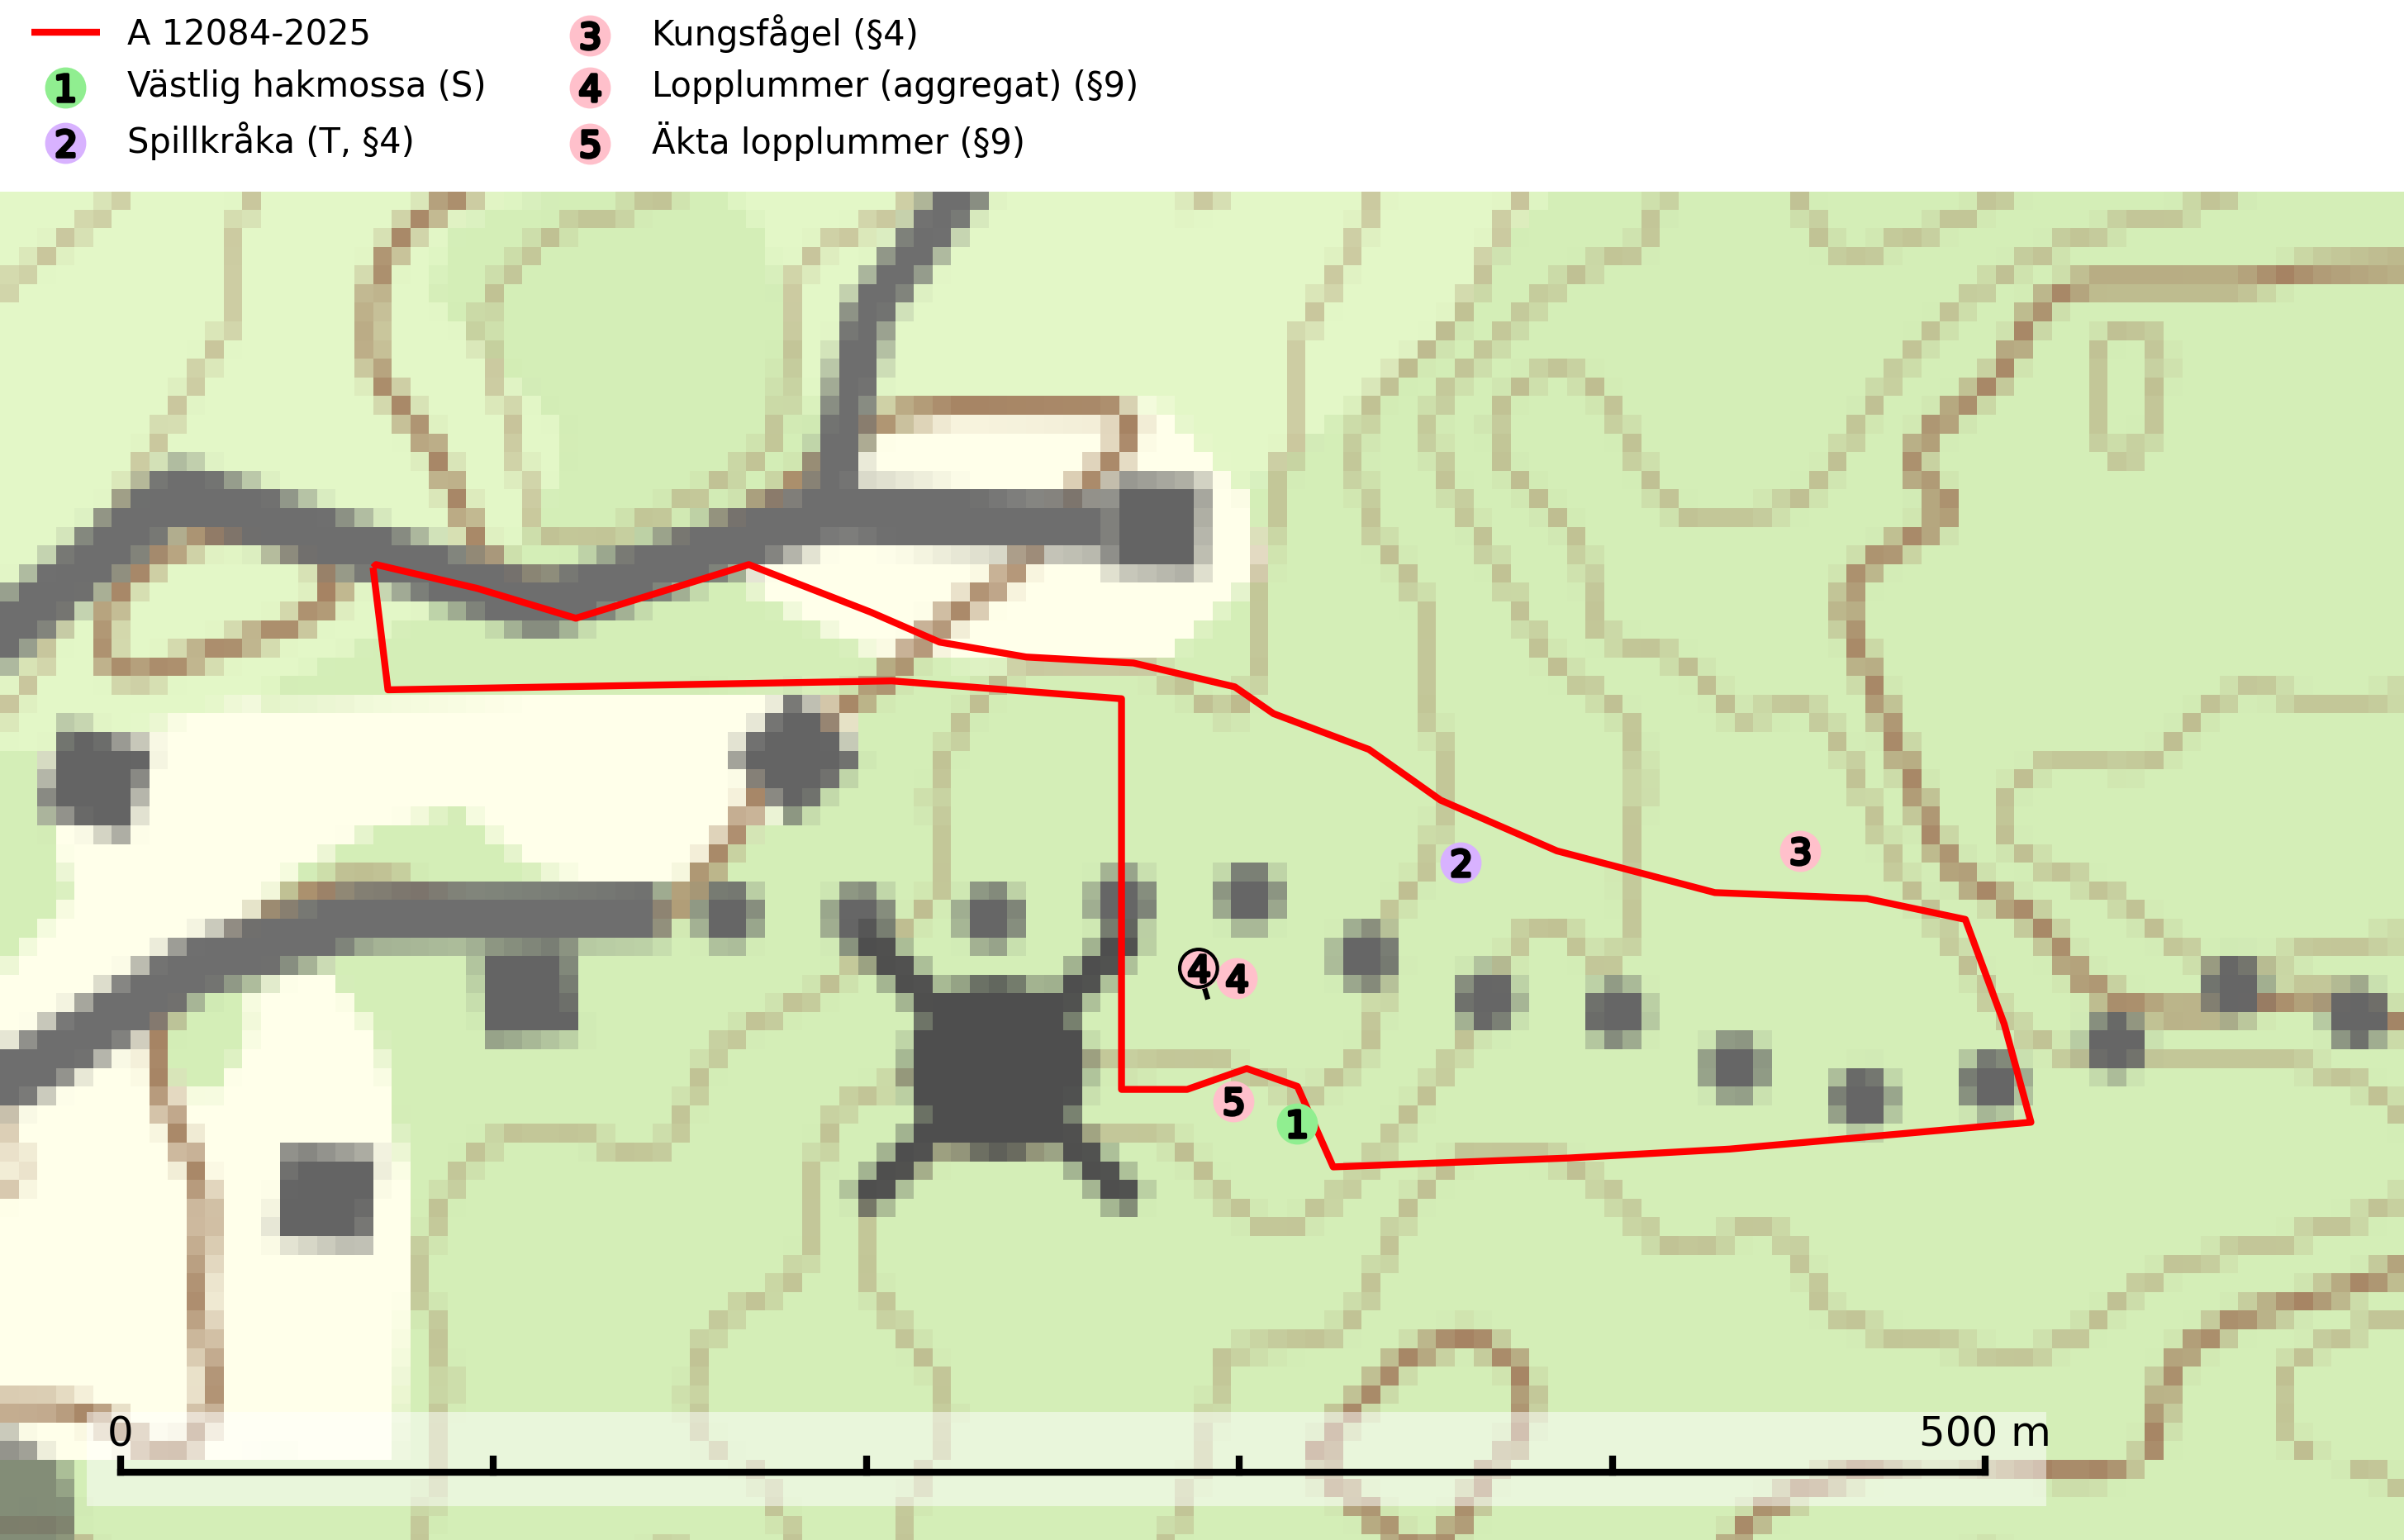 A 12084-2025
1 Västlig hakmossa (S)
2 Spillkråka (T, §4)
3 Kungsfågel (§4)
4 Lopplummer (aggregat) (§9)
5 Äkta lopplummer (§9)
3
2
4 4
5
1
0 500 m